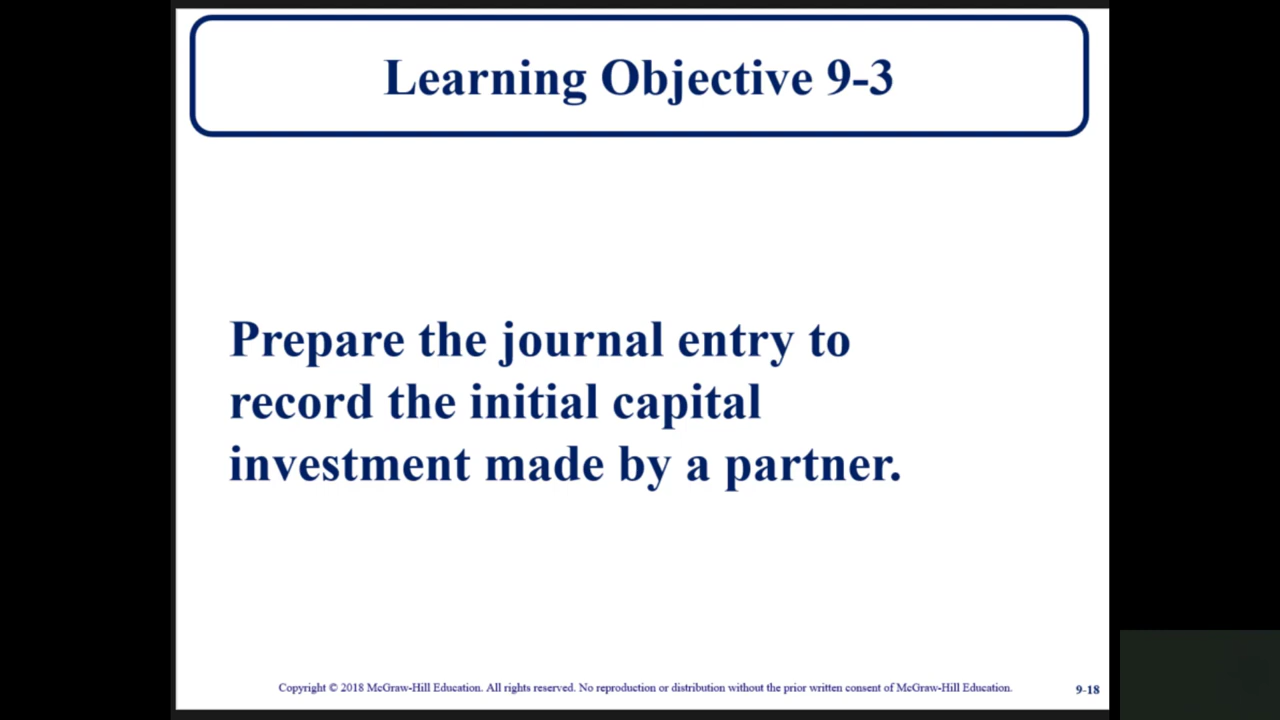 Learning Objective 9-3
Prepare the journal entry to
record the initial capital
investment made by a partner.
Copyright © 2018 McGraw-Hill Education. All rights reserved. No reproduction or distribution without the prior written consent of McGraw-Hill Education.
9-18